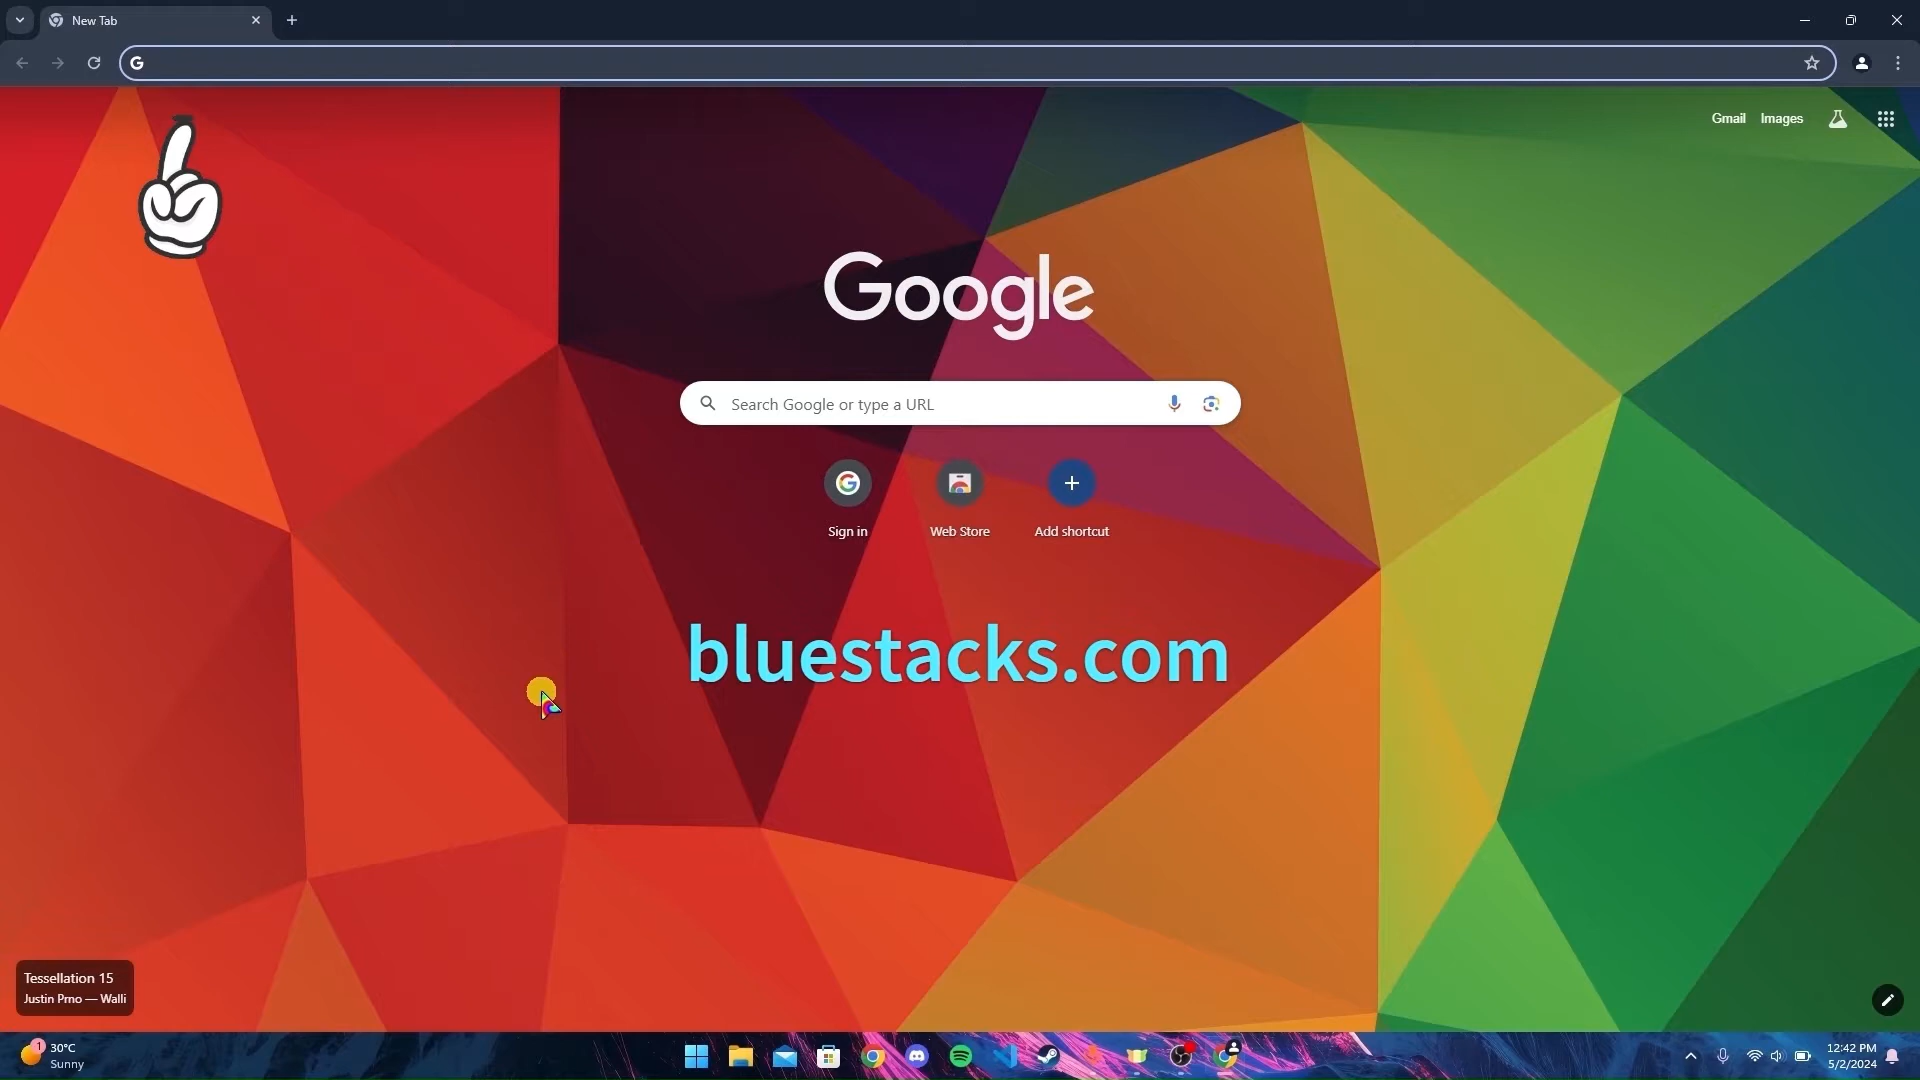 New Tab
Gmail Images
Google
Search Google or type a URL
Sign in
Web Store
Add shortcut
bluestacks.com
Tessellation 15
Justin Prno — Walli
1
30°C
Sunny
12:42 PM
5/2/2024